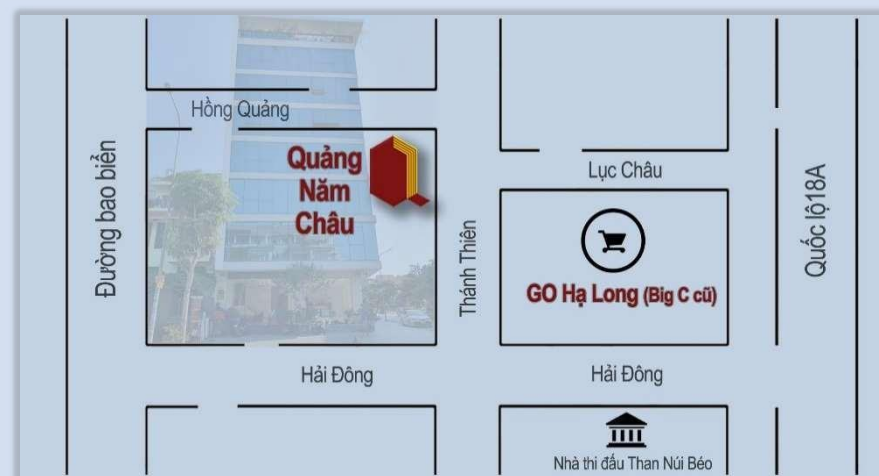 Hồng Quảng
Đường bao biển
Quảng
Năm
Châu
Thánh Thiên
Lục Châu
GO Hạ Long (Big C cũ)
Quốc lộ18A
Hải Đông
Hải Đông
Nhà thi đấu Than Núi Béo